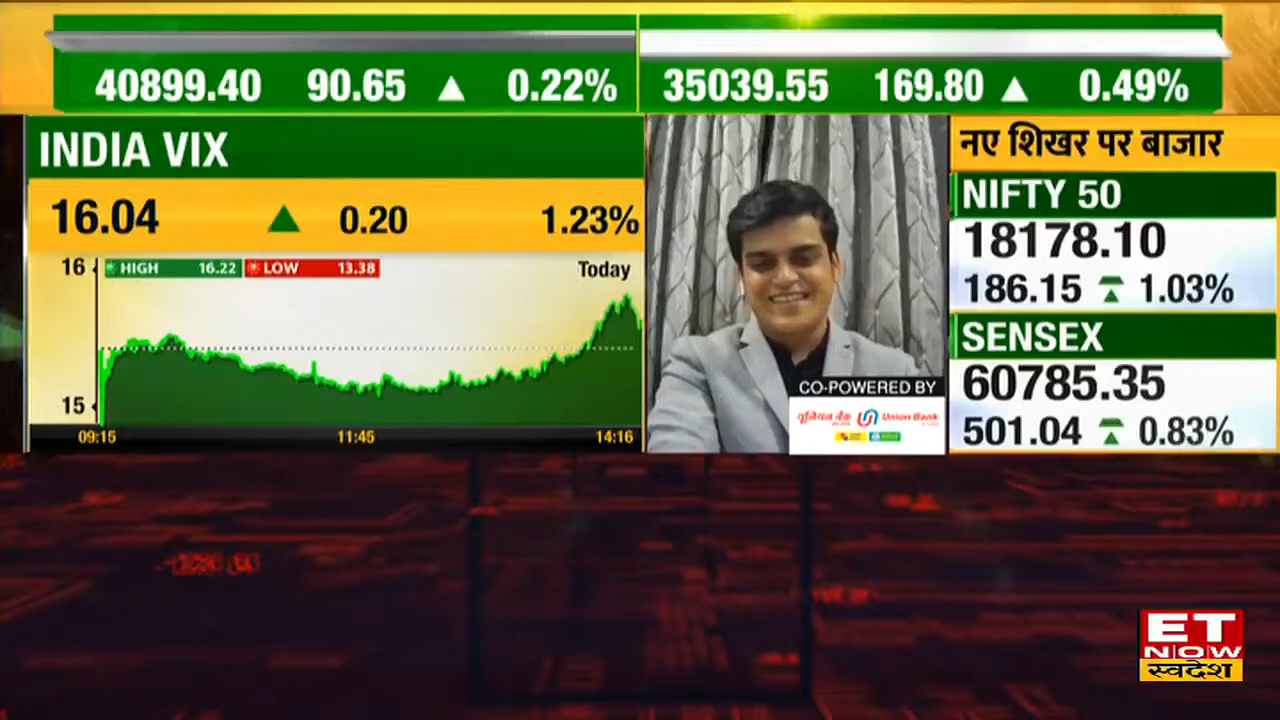 40899.40 90.65 ▲ 0.22%
35039.55 169.80 ▲ 0.49%
INDIA VIX
16.04 ▲ 0.20 1.23%
HIGH 16.22 LOW 13.38 Today
16
15
09:15 11:45 14:16
CO-POWERED BY
यूनियन बैंक Union Bank
नए शिखर पर बाजार
NIFTY 50
18178.10
186.15 1.03%
SENSEX
60785.35
501.04 0.83%
ET
NOW
स्वदेश